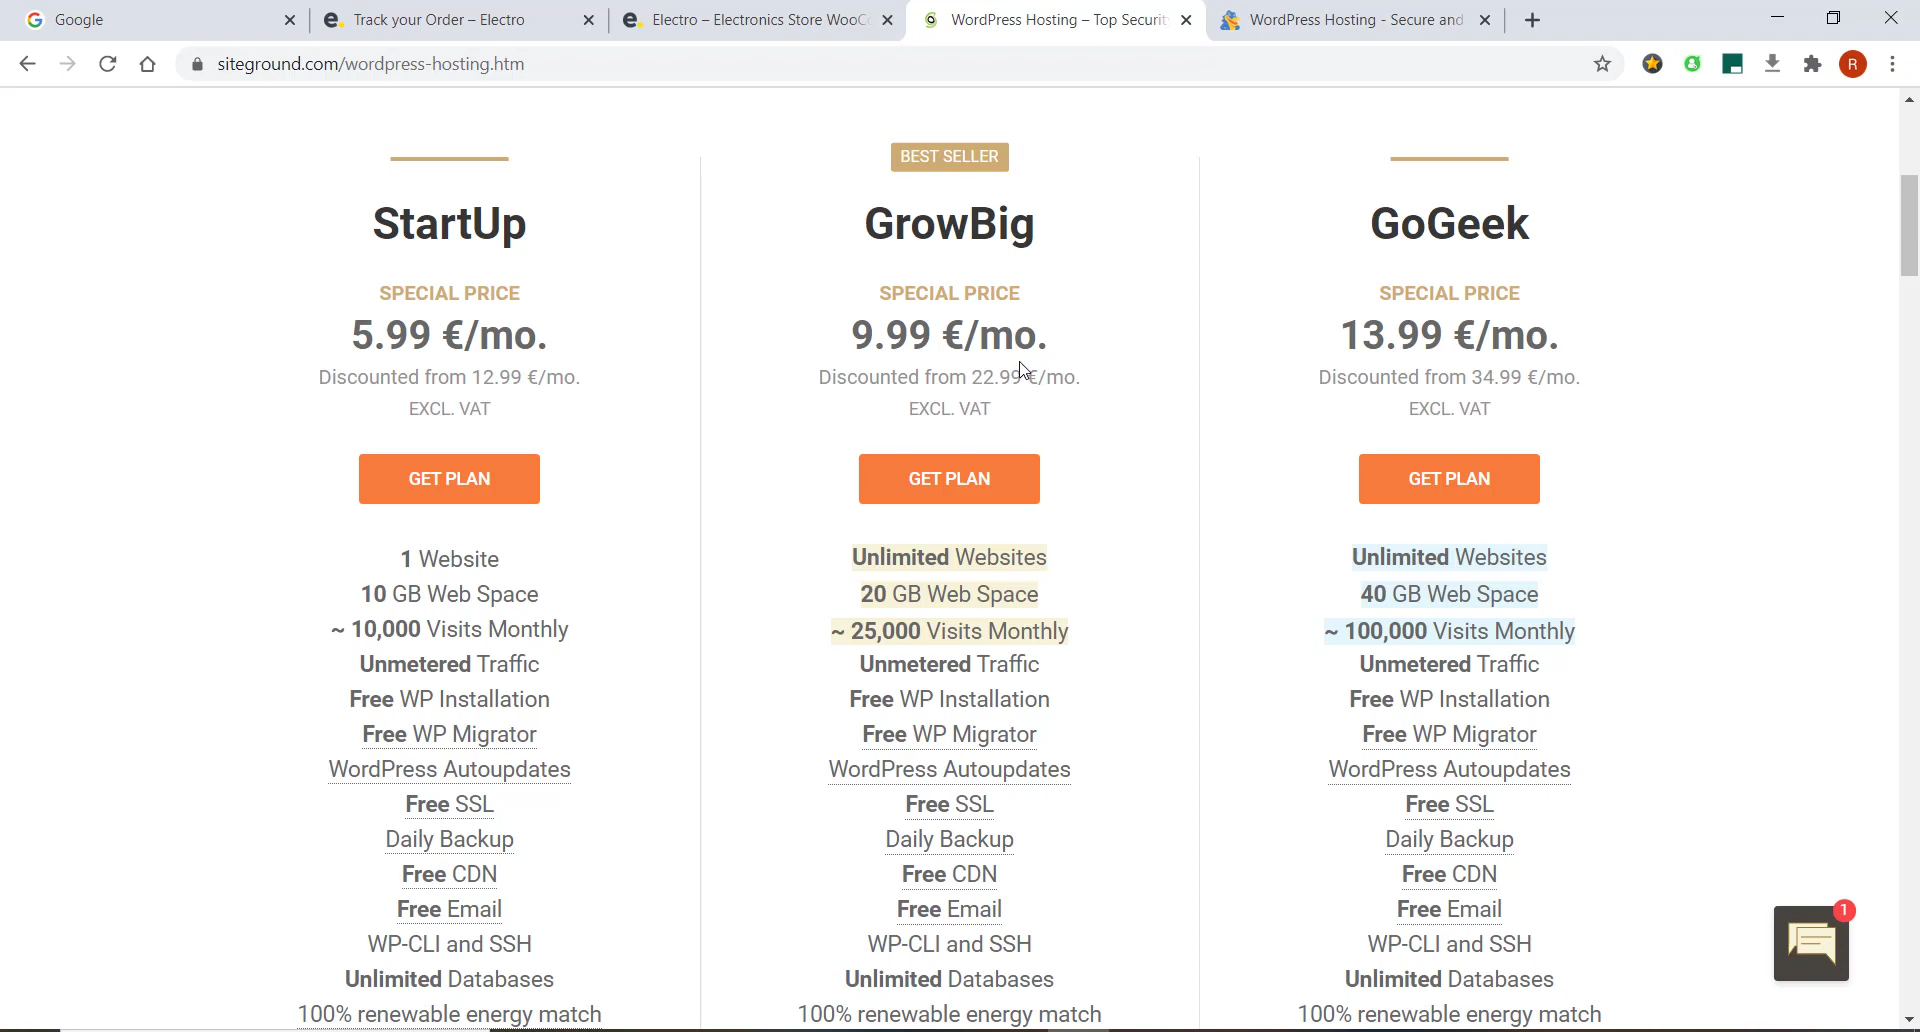 Google
Track your Order – Electro
Electro – Electronics Store WooC
WordPress Hosting – Top Securit
WordPress Hosting - Secure and
siteground.com/wordpress-hosting.htm
R
StartUp
SPECIAL PRICE
5.99 €/mo.
Discounted from 12.99 €/mo.
EXCL. VAT
GET PLAN
1 Website
10 GB Web Space
~ 10,000 Visits Monthly
Unmetered Traffic
Free WP Installation
Free WP Migrator
WordPress Autoupdates
Free SSL
Daily Backup
Free CDN
Free Email
WP-CLI and SSH
Unlimited Databases
100% renewable energy match
BEST SELLER
GrowBig
SPECIAL PRICE
9.99 €/mo.
Discounted from 22.99 €/mo.
EXCL. VAT
GET PLAN
Unlimited Websites
20 GB Web Space
~ 25,000 Visits Monthly
Unmetered Traffic
Free WP Installation
Free WP Migrator
WordPress Autoupdates
Free SSL
Daily Backup
Free CDN
Free Email
WP-CLI and SSH
Unlimited Databases
100% renewable energy match
GoGeek
SPECIAL PRICE
13.99 €/mo.
Discounted from 34.99 €/mo.
EXCL. VAT
GET PLAN
Unlimited Websites
40 GB Web Space
~ 100,000 Visits Monthly
Unmetered Traffic
Free WP Installation
Free WP Migrator
WordPress Autoupdates
Free SSL
Daily Backup
Free CDN
Free Email
WP-CLI and SSH
Unlimited Databases
100% renewable energy match
1